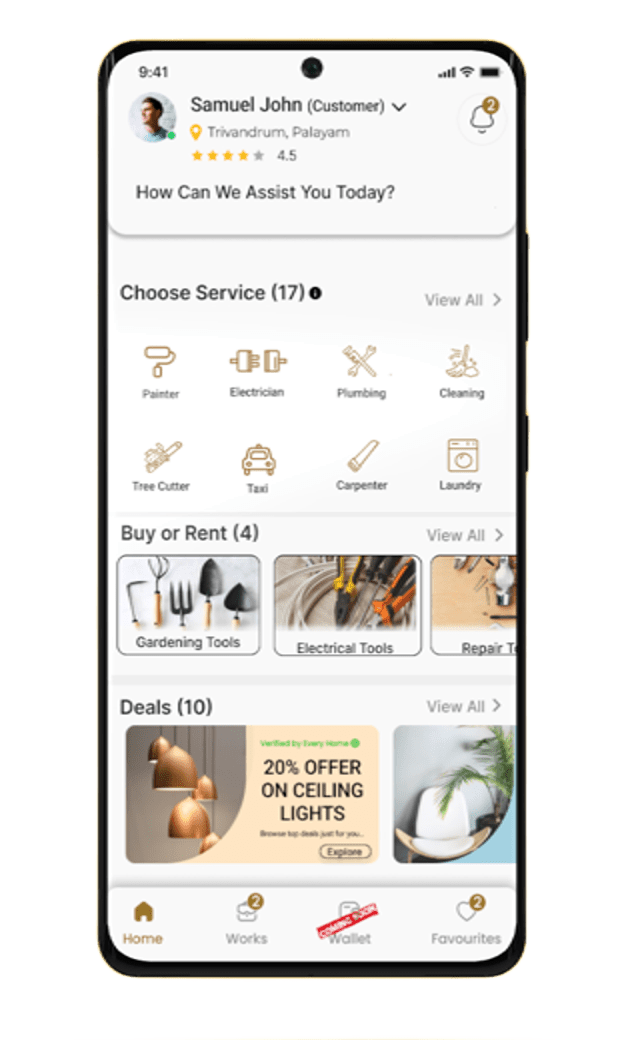 9:41
Samuel John (Customer)
2
Trivandrum, Palayam
4.5
How Can We Assist You Today?
Choose Service (17)
View All
Painter
Electrician
Plumbing
Cleaning
Tree Cutter
Taxi
Carpenter
Laundry
Buy or Rent (4)
View All
Gardening Tools
Electrical Tools
Repair To
Deals (10)
View All
Verified by Every Home
20% OFFER
ON CEILING
LIGHTS
Browse top deals just for you...
Explore
2
2
COMING SOON
Home
Works
Wallet
Favourites